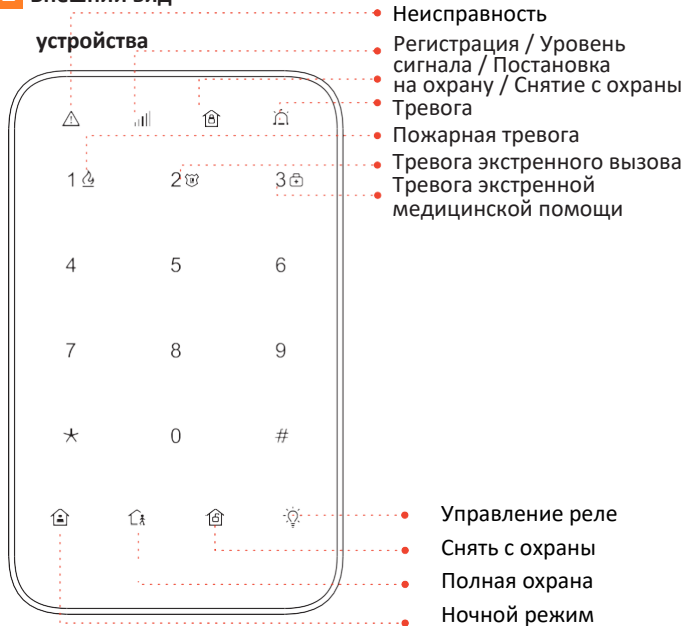 Внешний вид
устройства
Неисправность
Регистрация / Уровень
сигнала / Постановка
на охрану / Снятие с охраны
Тревога
Пожарная тревога
Тревога экстренного вызова
Тревога экстренной
медицинской помощи
1 2 3
4 5 6
7 8 9
* 0 #
Управление реле
Снять с охраны
Полная охрана
Ночной режим